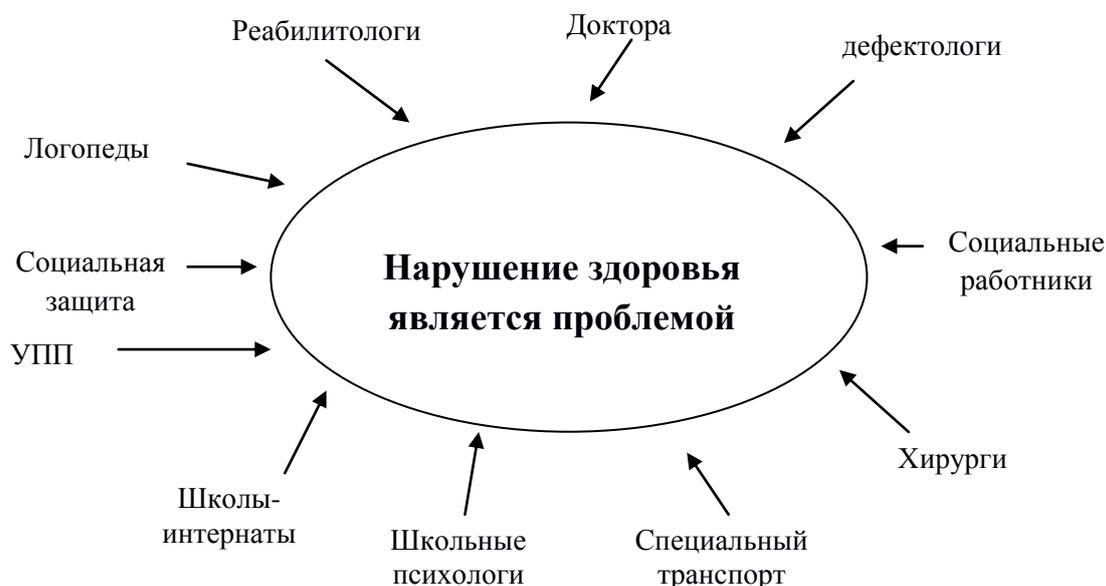 Реабилитологи
Доктора
дефектологи
Логопеды
Социальная
защита
Нарушение здоровья
является проблемой
Социальные
работники
УПП
Хирурги
Школы-
интернаты
Школьные
психологи
Специальный
транспорт